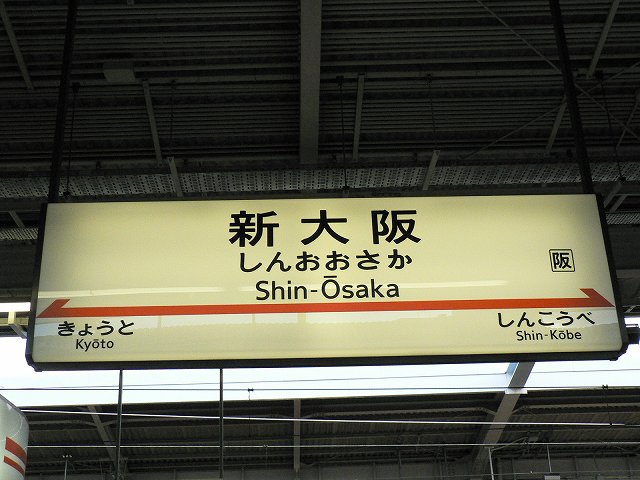 新大阪
しんおおさか
阪
Shin-Ōsaka
きょうと
しんこうべ
Kyōto
Shin-Kōbe